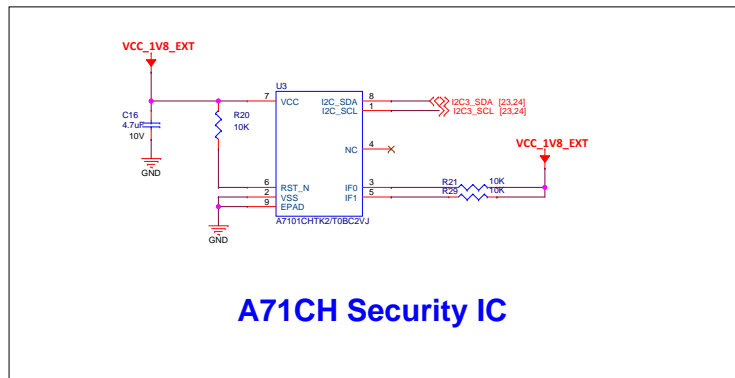 VCC_1V8_EXT
U3
7 VCC I2C_SDA 8 I2C3_SDA [23,24]
I2C_SCL 1 I2C3_SCL [23,24]
C16
4.7uF
10V
R20
10K
GND
NC 4
VCC_1V8_EXT
6 RST_N IF0 3 R21 10K
2 VSS IF1 5 R29 10K
9 EPAD
A7101CHTK2/T0BC2VJ
GND
A71CH Security IC